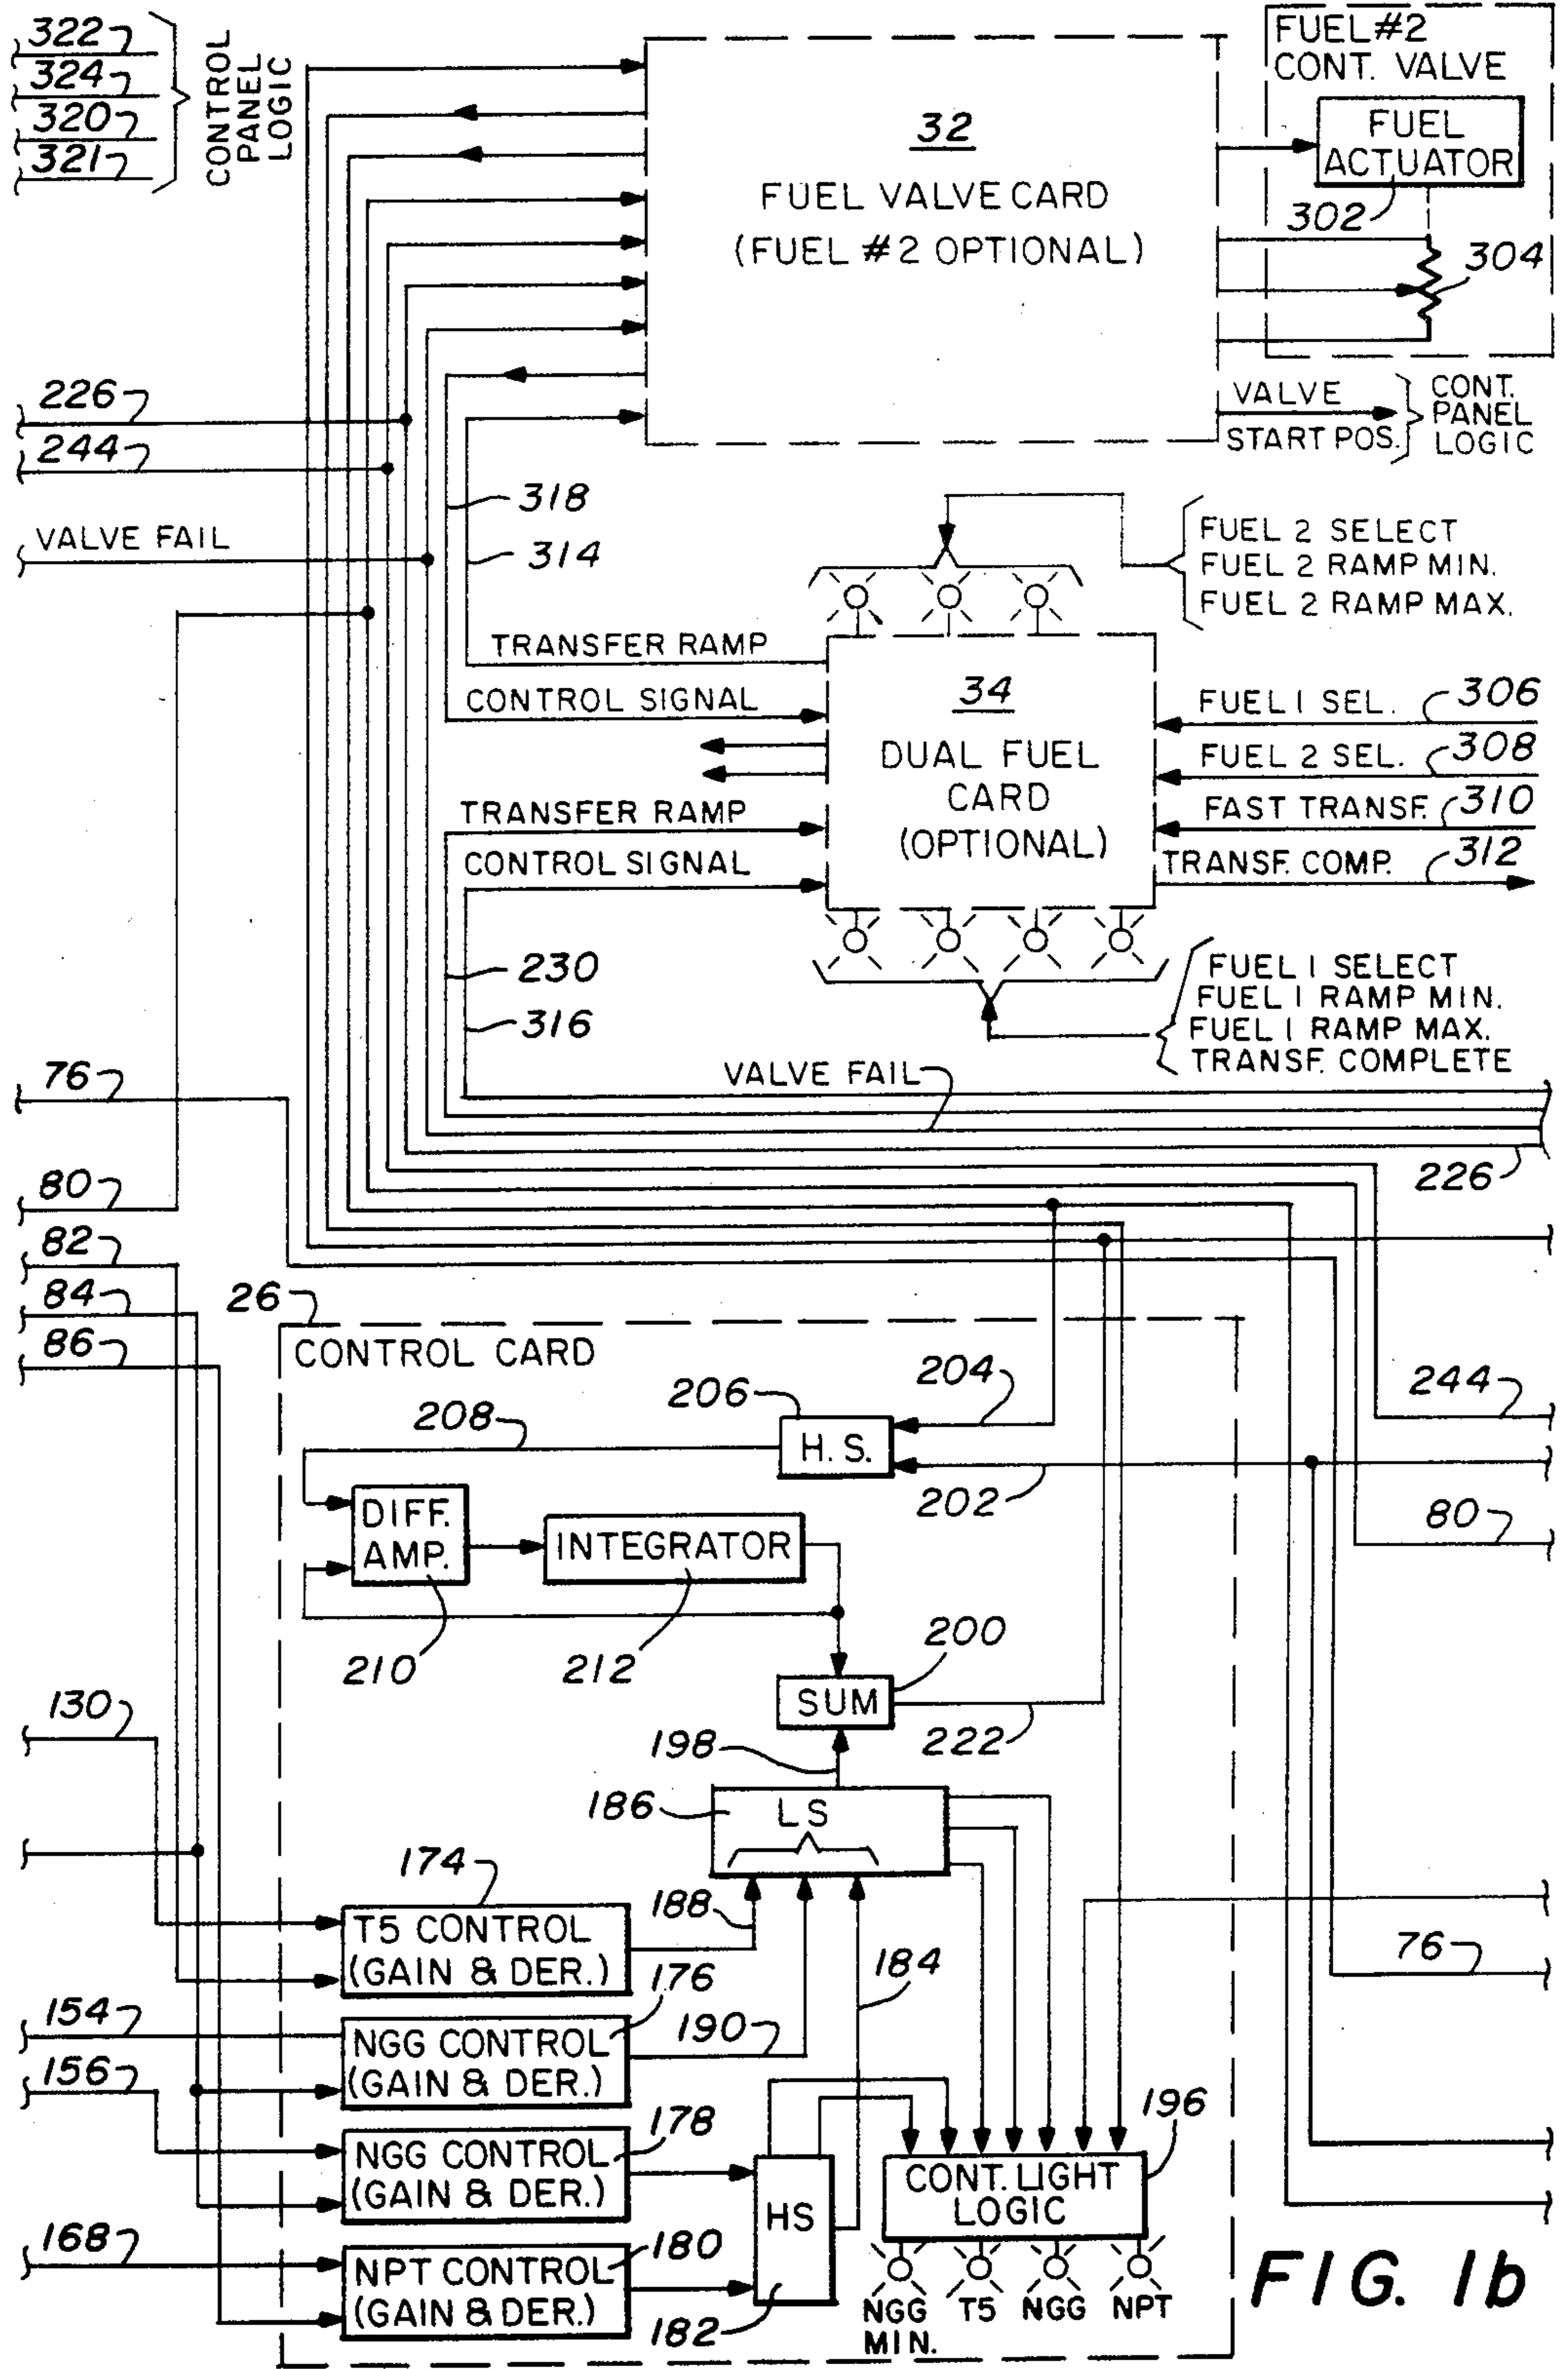 322
324
320
321
CONTROL
PANEL
LOGIC
32
FUEL VALVE CARD
(FUEL #2 OPTIONAL)
FUEL #2
CONT. VALVE
FUEL
ACTUATOR
302
304
VALVE
START POS.
CONT.
PANEL
LOGIC
226
244
VALVE FAIL
318
314
FUEL 2 SELECT
FUEL 2 RAMP MIN.
FUEL 2 RAMP MAX.
TRANSFER RAMP
CONTROL SIGNAL
34
DUAL FUEL
CARD
(OPTIONAL)
FUEL 1 SEL.
306
FUEL 2 SEL.
308
FAST TRANSF.
310
TRANSF. COMP.
312
TRANSFER RAMP
CONTROL SIGNAL
230
316
FUEL 1 SELECT
FUEL 1 RAMP MIN.
FUEL 1 RAMP MAX.
TRANSF. COMPLETE
VALVE FAIL
76
226
80
82
84
86
26
CONTROL CARD
204
206
H.S.
202
208
244
80
DIFF.
AMP.
INTEGRATOR
210
212
200
SUM
222
198
130
186
LS
174
T5 CONTROL
(GAIN & DER.)
188
184
76
154
176
NGG CONTROL
(GAIN & DER.)
190
156
178
NGG CONTROL
(GAIN & DER.)
196
CONT. LIGHT
LOGIC
HS
168
180
NPT CONTROL
(GAIN & DER.)
182
NGG
MIN.
T5
NGG
NPT
FIG. 1b